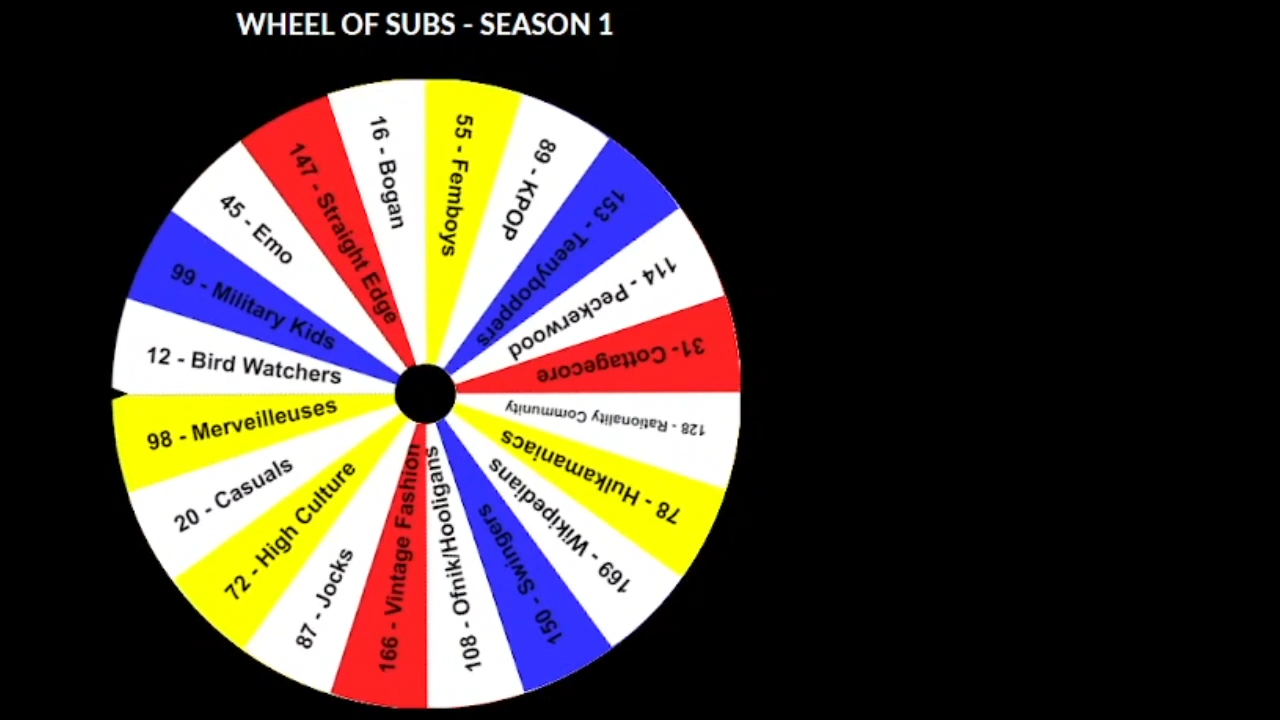 WHEEL OF SUBS - SEASON 1
55 - Femboys
89 - KPOP
153 - Teenyboppers
114 - Peckerwood
31 - Cottagecore
128 - Rationality Community
78 - Hulkamaniacs
169 - Wikipedians
150 - Swingers
108 - Ofnik/Hooligans
166 - Vintage Fashion
87 - Jocks
72 - High Culture
20 - Casuals
98 - Merveilleuses
12 - Bird Watchers
99 - Military Kids
45 - Emo
147 - Straight Edge
16 - Bogan